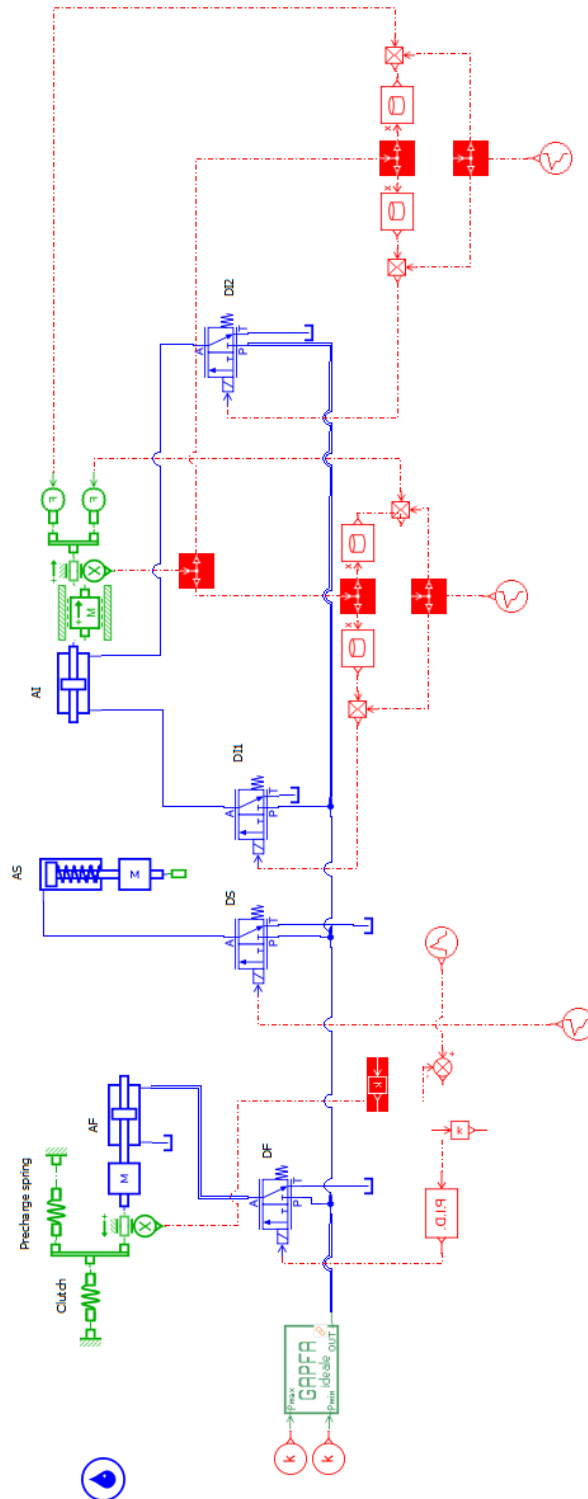 DI2
A
T
T
P
x
x
F
F
X
M
AI
x
x
DI1
A
T
T
P
AS
M
DS
A
T
T
P
AF
M
X
Precharge spring
Clutch
DF
A
T
T
P
k
+
-
k
P.I.D.
GAPFA
ideale
Pmax
Pmin
OUT
k
k